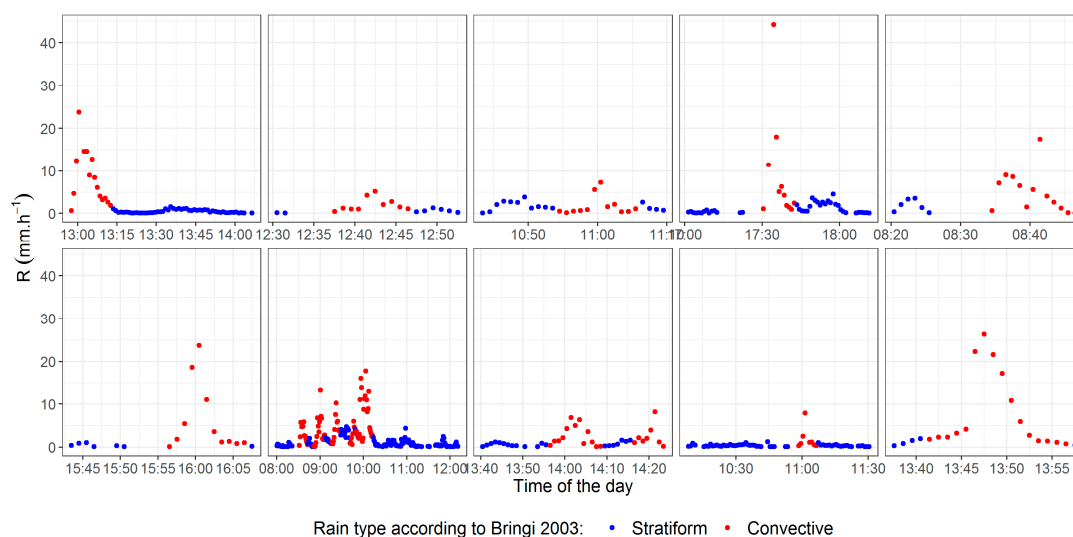 40
30
20
10
0
13:00 13:15 13:30 13:45 14:00
12:30 12:35 12:40 12:45 12:50
10:50 11:00 11:10
17:00 17:30 18:00
08:20 08:30 08:40
R (mm.h⁻¹)
40
30
20
10
0
15:45 15:50 15:55 16:00 16:05
08:00 09:00 10:00 11:00 12:00
13:40 14:00 14:10 14:20
10:30 11:00 11:30
13:40 13:45 13:50 13:55
Time of the day
Rain type according to Bringi 2003: Stratiform Convective